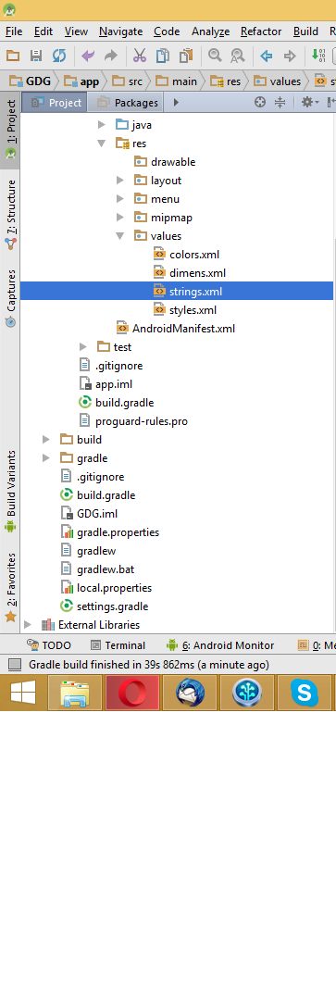 File Edit View Navigate Code Analyze Refactor Build R
GDG app src main res values s
1: Project
7: Structure
Captures
Build Variants
2: Favorites
Project Packages
java
res
drawable
layout
menu
mipmap
values
colors.xml
dimens.xml
strings.xml
styles.xml
AndroidManifest.xml
test
.gitignore
app.iml
build.gradle
proguard-rules.pro
build
gradle
.gitignore
build.gradle
GDG.iml
gradle.properties
gradlew
gradlew.bat
local.properties
settings.gradle
External Libraries
TODO Terminal 6: Android Monitor 0: Me
Gradle build finished in 39s 862ms (a minute ago)